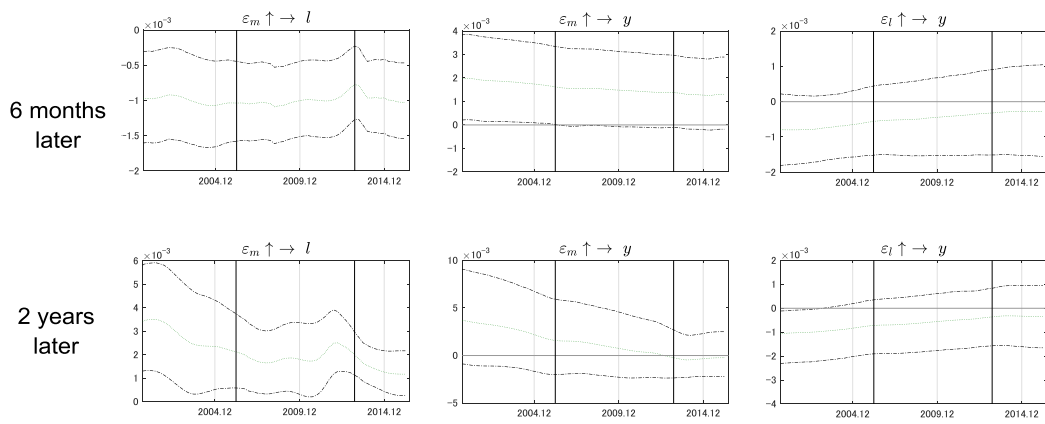 ε_m ↑→ l
×10⁻³
0
−0.5
−1
−1.5
−2
2004.12 2009.12 2014.12
ε_m ↑→ y
×10⁻³
4
3
2
1
0
−1
−2
2004.12 2009.12 2014.12
ε_l ↑→ y
×10⁻³
2
1
0
−1
−2
2004.12 2009.12 2014.12
6 months
later
ε_m ↑→ l
×10⁻³
6
5
4
3
2
1
0
2004.12 2009.12 2014.12
ε_m ↑→ y
×10⁻³
10
5
0
−5
2004.12 2009.12 2014.12
ε_l ↑→ y
×10⁻³
2
1
0
−1
−2
−3
−4
2004.12 2009.12 2014.12
2 years
later